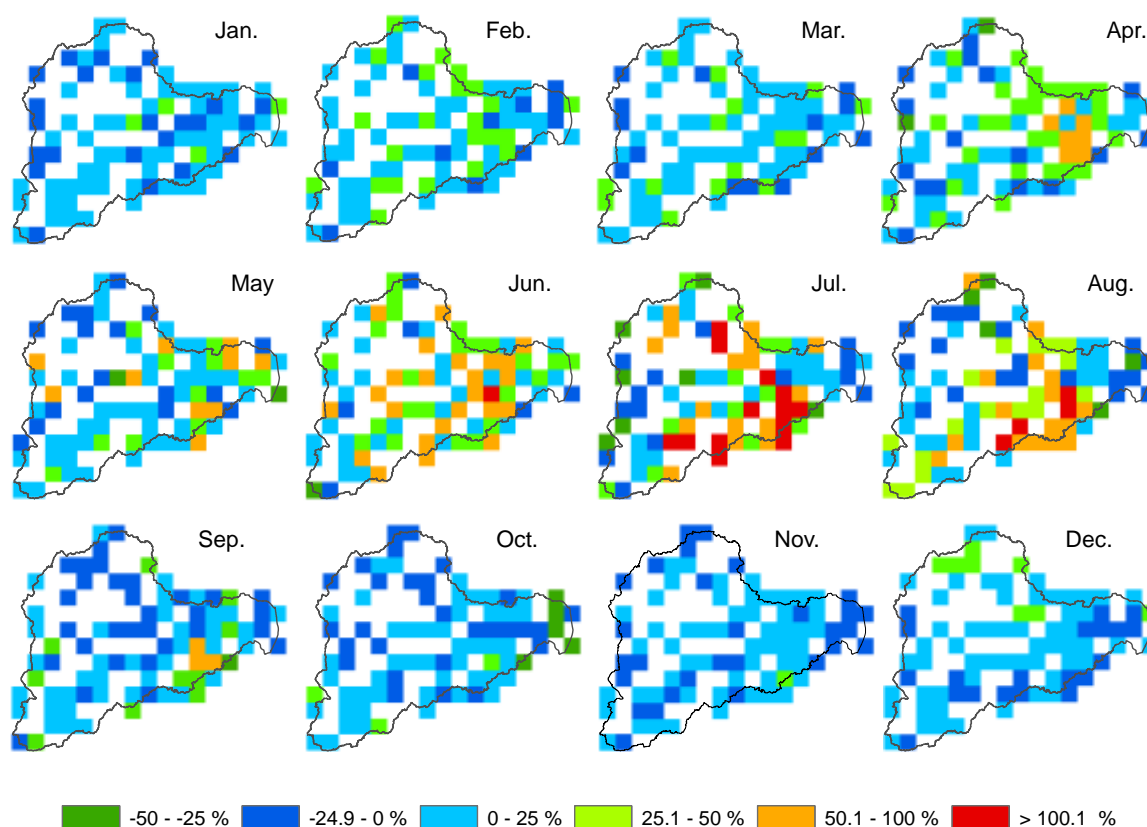 Jan. Feb. Mar. Apr.
May Jun. Jul. Aug.
Sep. Oct. Nov. Dec.
-50 - -25 % -24.9 - 0 % 0 - 25 % 25.1 - 50 % 50.1 - 100 % > 100.1 %